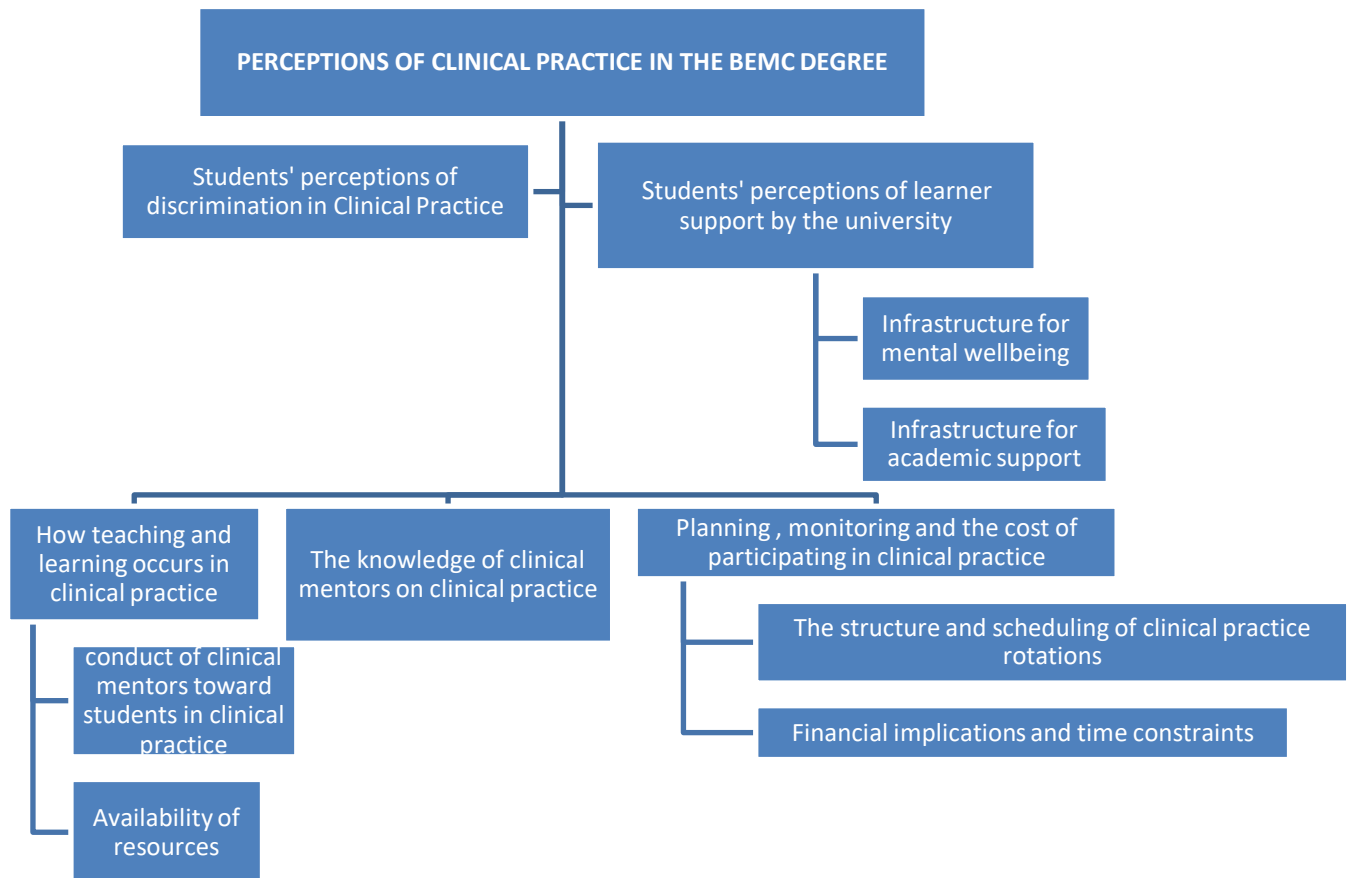 PERCEPTIONS OF CLINICAL PRACTICE IN THE BEMC DEGREE
Students' perceptions of
discrimination in Clinical Practice
Students' perceptions of learner
support by the university
Infrastructure for
mental wellbeing
Infrastructure for
academic support
How teaching and
learning occurs in
clinical practice
conduct of clinical
mentors toward
students in clinical
practice
Availability of
resources
The knowledge of clinical
mentors on clinical practice
Planning , monitoring and the cost of
participating in clinical practice
The structure and scheduling of clinical practice
rotations
Financial implications and time constraints